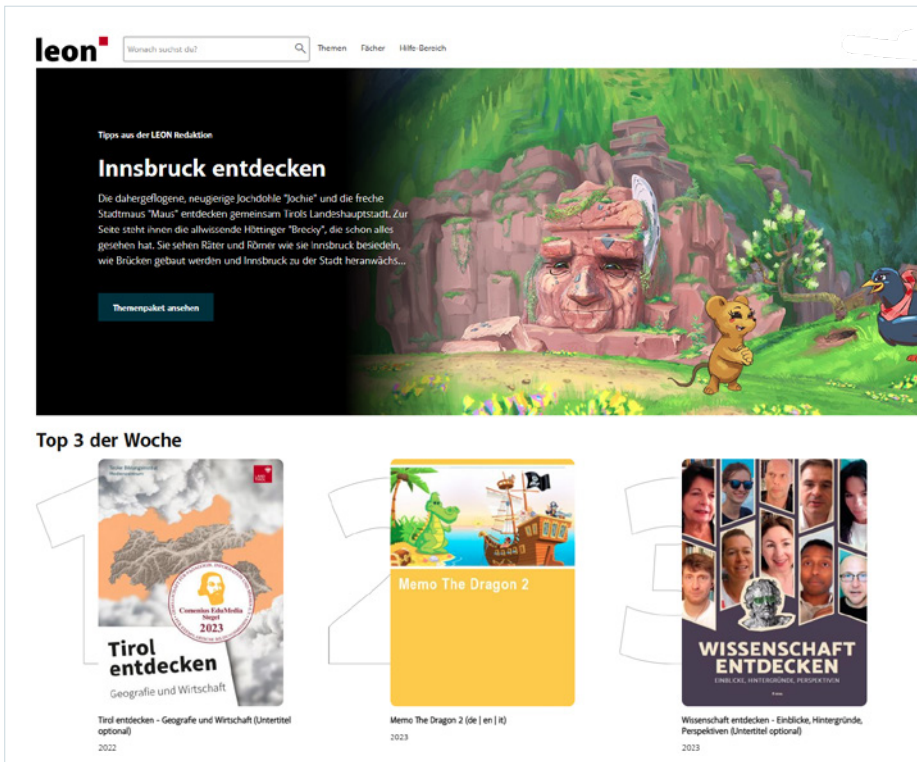 leon
Wonach suchst du?
Themen
Fächer
Hilfe-Bereich
Tipps aus der LEON Redaktion
Innsbruck entdecken
Die dahergeflogene, neugierige Jochdohle "Jochie" und die freche
Stadtmaus "Maus" entdecken gemeinsam Tirols Landeshauptstadt. Zur
Seite steht ihnen die allwissende Höttinger "Brecky", die schon alles
gesehen hat. Sie sehen Räter und Römer wie sie Innsbruck besiedeln,
wie Brücken gebaut werden und Innsbruck zu der Stadt heranwächs...
Themenpaket ansehen
Top 3 der Woche
1
Comenius EduMedia
Siegel
2023
Tirol
entdecken
Geografie und Wirtschaft
Tirol entdecken - Geografie und Wirtschaft (Untertitel
optional)
2022
2
Memo The Dragon 2
Memo The Dragon 2 (de | en | it)
2023
3
WISSENSCHAFT
ENTDECKEN
EINBLICKE, HINTERGRÜNDE, PERSPEKTIVEN
Wissenschaft entdecken - Einblicke, Hintergründe,
Perspektiven (Untertitel optional)
2023